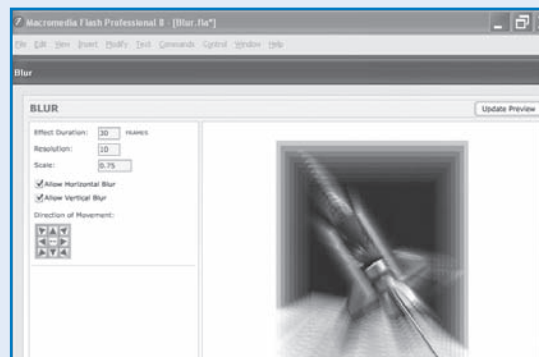 Macromedia Flash Professional 8 - [Blur.fla*]
File Edit View Insert Modify Text Commands Control Window Help
Blur
BLUR
Update Preview
Effect Duration: 30 FRAMES
Resolution: 10
Scale: 0.75
Allow Horizontal Blur
Allow Vertical Blur
Direction of Movement: